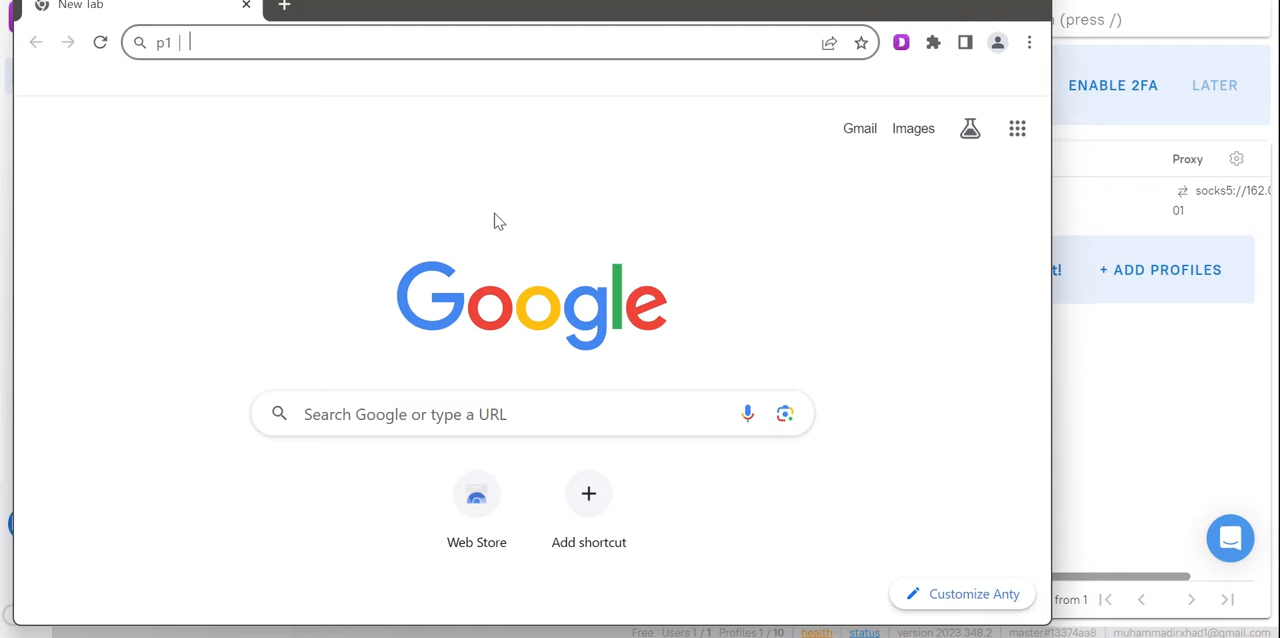 New Tab
n (press /)
p1
ENABLE 2FA LATER
Gmail Images
Proxy
socks5://162.0
01
Google
t! + ADD PROFILES
Search Google or type a URL
Web Store Add shortcut
Customize Anty
from 1
Free Users 1 / 1 Profiles 1 / 10 health status version 2023.348.2 master#13374aa8 muhammadirxhad1@gmail.com